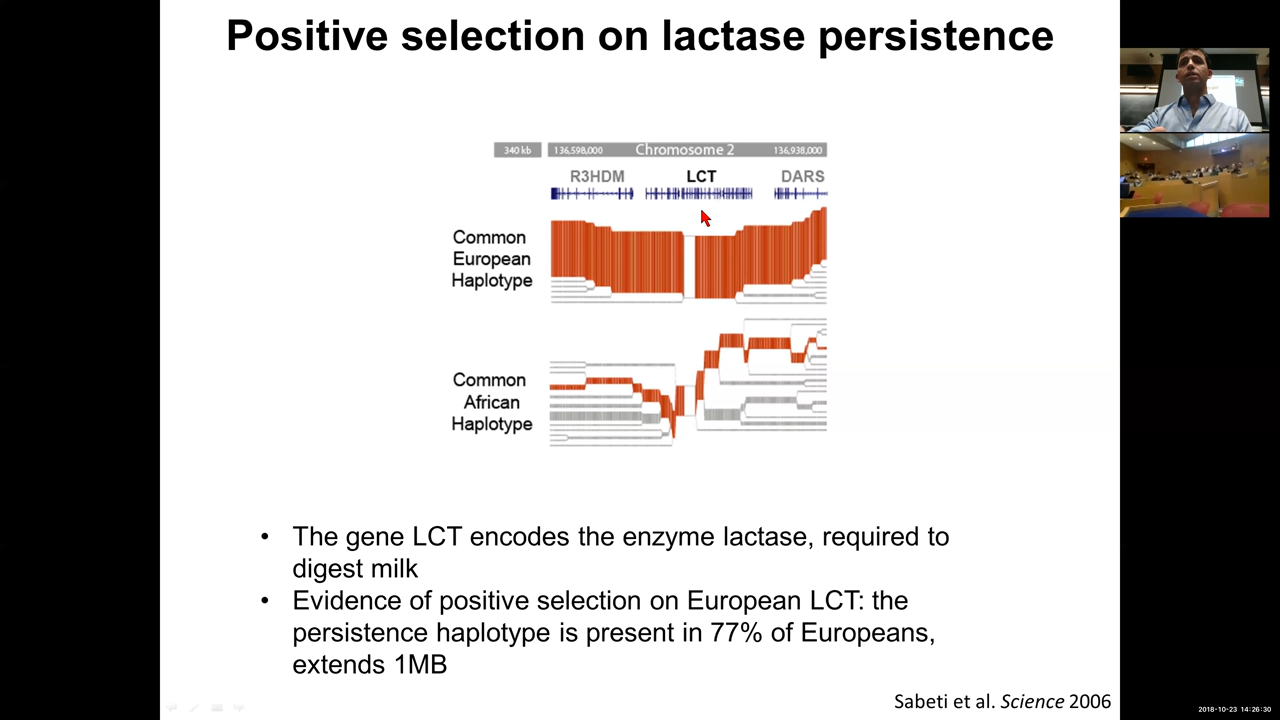 Positive selection on lactase persistence
340 kb 136,598,000 Chromosome 2 136,938,000
R3HDM LCT DARS
Common
European
Haplotype
Common
African
Haplotype
• The gene LCT encodes the enzyme lactase, required to
digest milk
• Evidence of positive selection on European LCT: the
persistence haplotype is present in 77% of Europeans,
extends 1MB
Sabeti et al. Science 2006
2018-10-23 14:26:30